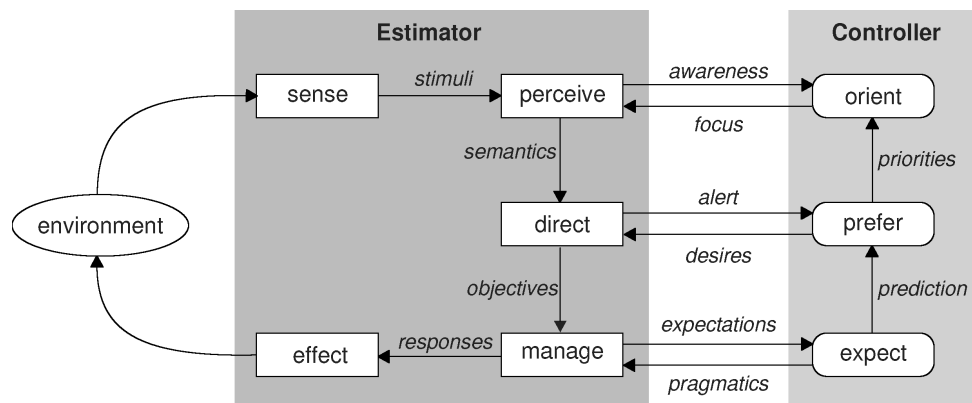 Estimator
Controller
sense
stimuli
perceive
awareness
orient
focus
semantics
priorities
environment
direct
alert
prefer
desires
objectives
prediction
effect
responses
manage
expectations
expect
pragmatics